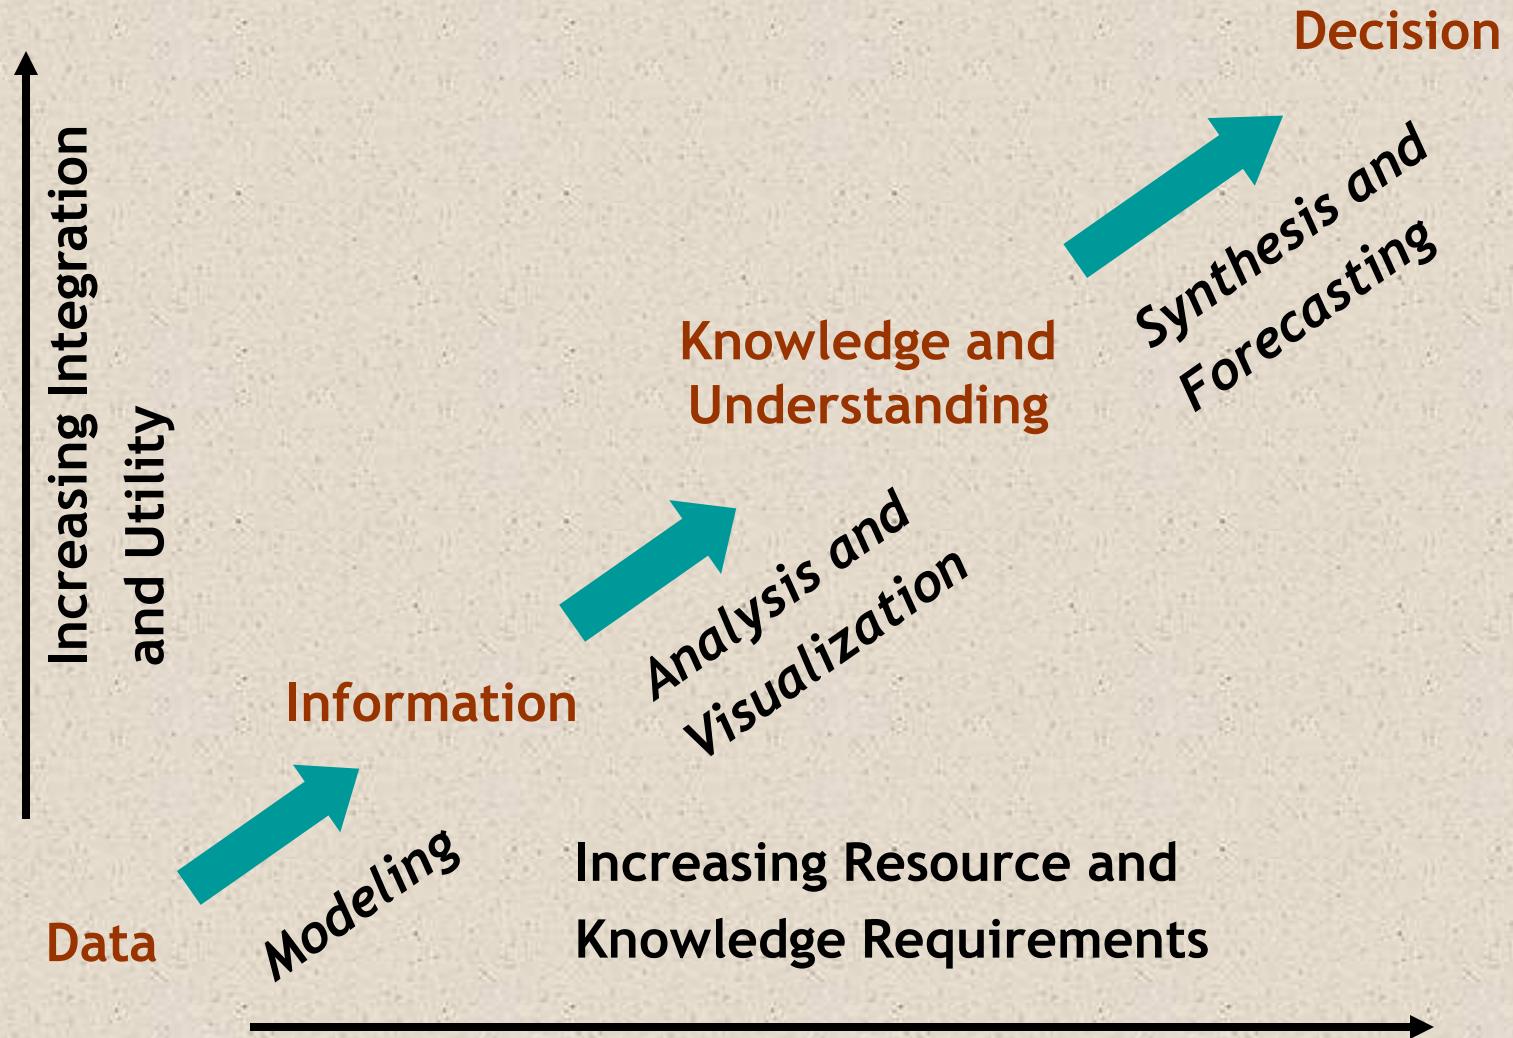 Decision
Increasing Integration
and Utility
Synthesis and
Forecasting
Knowledge and
Understanding
Analysis and
Visualization
Information
Modeling
Increasing Resource and
Knowledge Requirements
Data